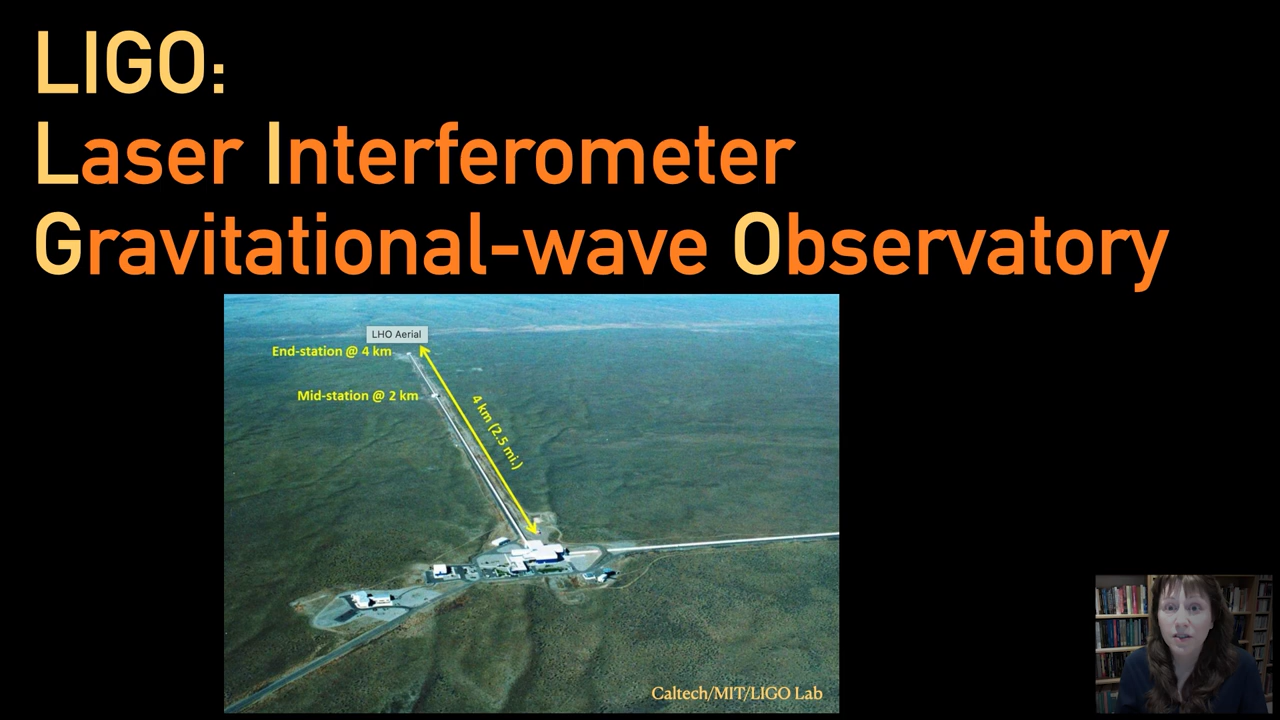 LIGO:
Laser Interferometer
Gravitational-wave Observatory
LHO Aerial
End-station @ 4 km
Mid-station @ 2 km
4 km (2.5 mi.)
Caltech/MIT/LIGO Lab